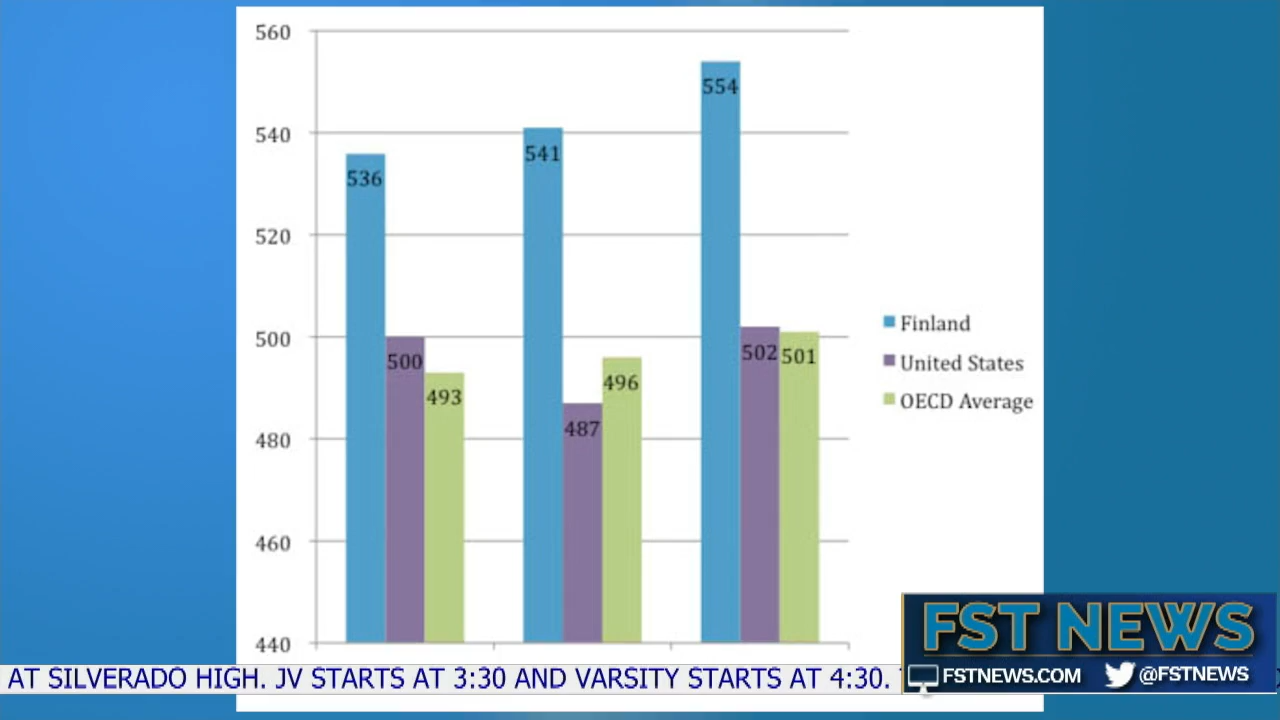 560
540
520
500
480
460
440
536
500
493
541
487
496
554
502
501
Finland
United States
OECD Average
FST NEWS
FSTNEWS.COM
@FSTNEWS
AT SILVERADO HIGH. JV STARTS AT 3:30 AND VARSITY STARTS AT 4:30.